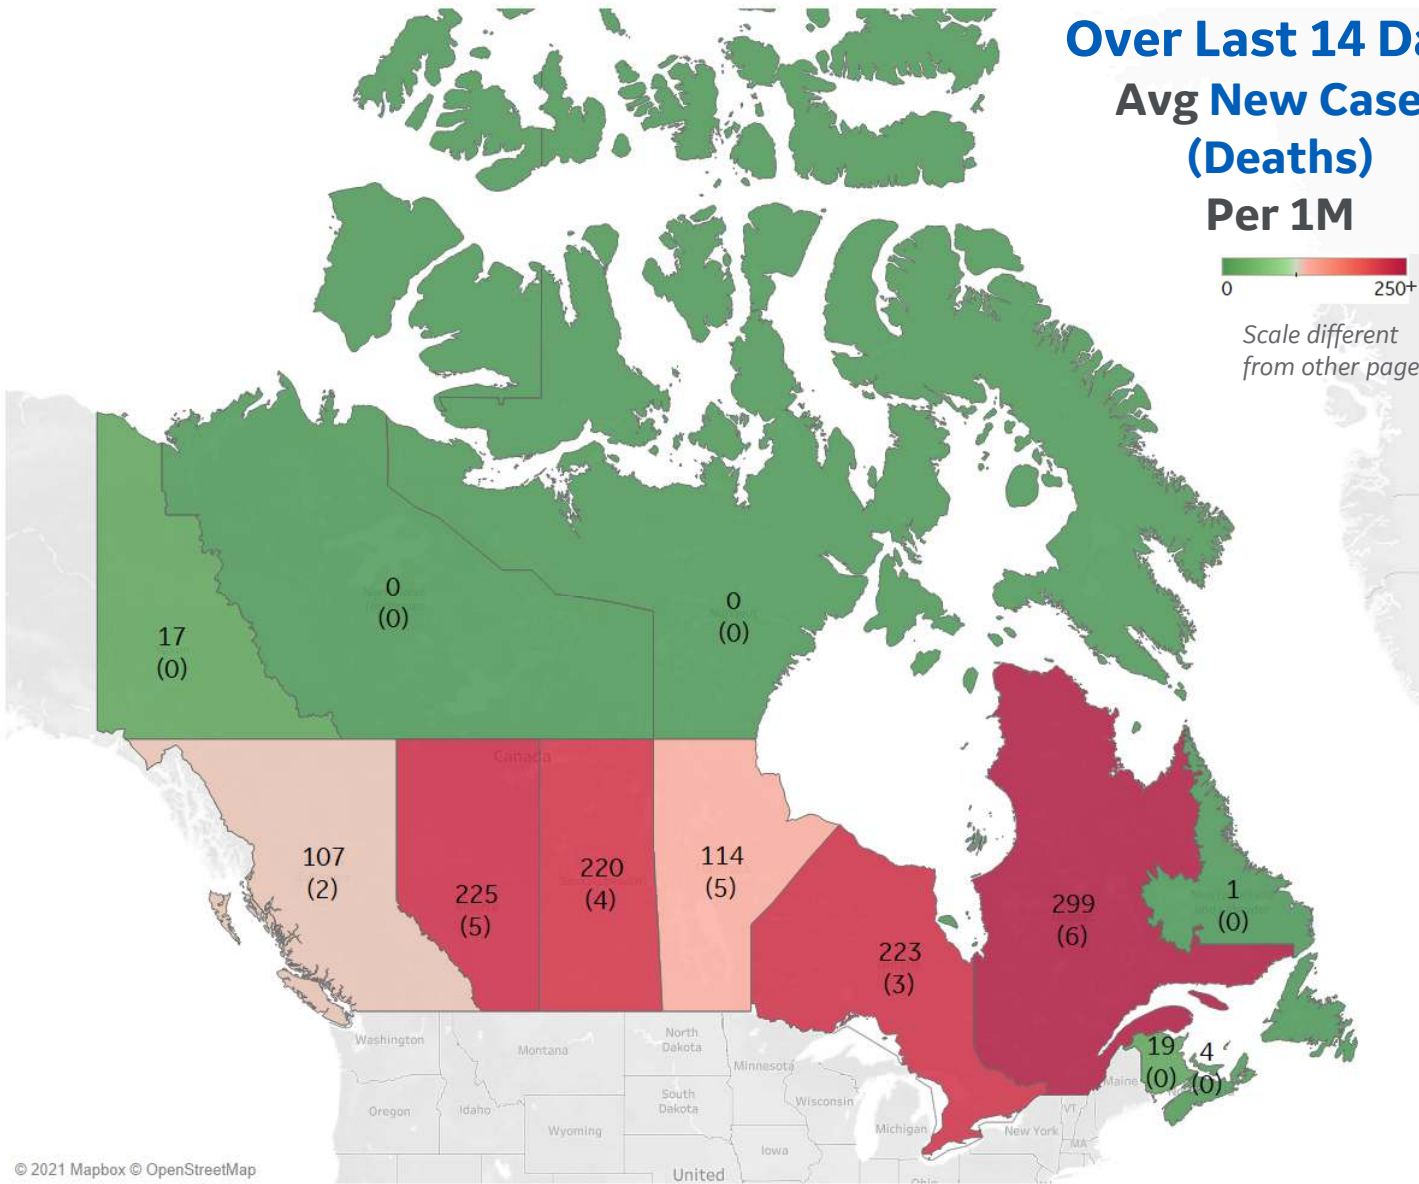 Over Last 14 Da
Avg New Case
(Deaths)
Per 1M
0
250+
Scale different
from other page
0
(0)
0
(0)
17
(0)
Canada
107
(2)
225
(5)
220
(4)
114
(5)
223
(3)
299
(6)
1
(0)
19
(0)
4
(0)
Washington
Montana
North
Dakota
Minnesota
Oregon
Idaho
South
Dakota
Wisconsin
Wyoming
Michigan
New York
VT
Maine
MA
Iowa
United
Ohio
© 2021 Mapbox © OpenStreetMap